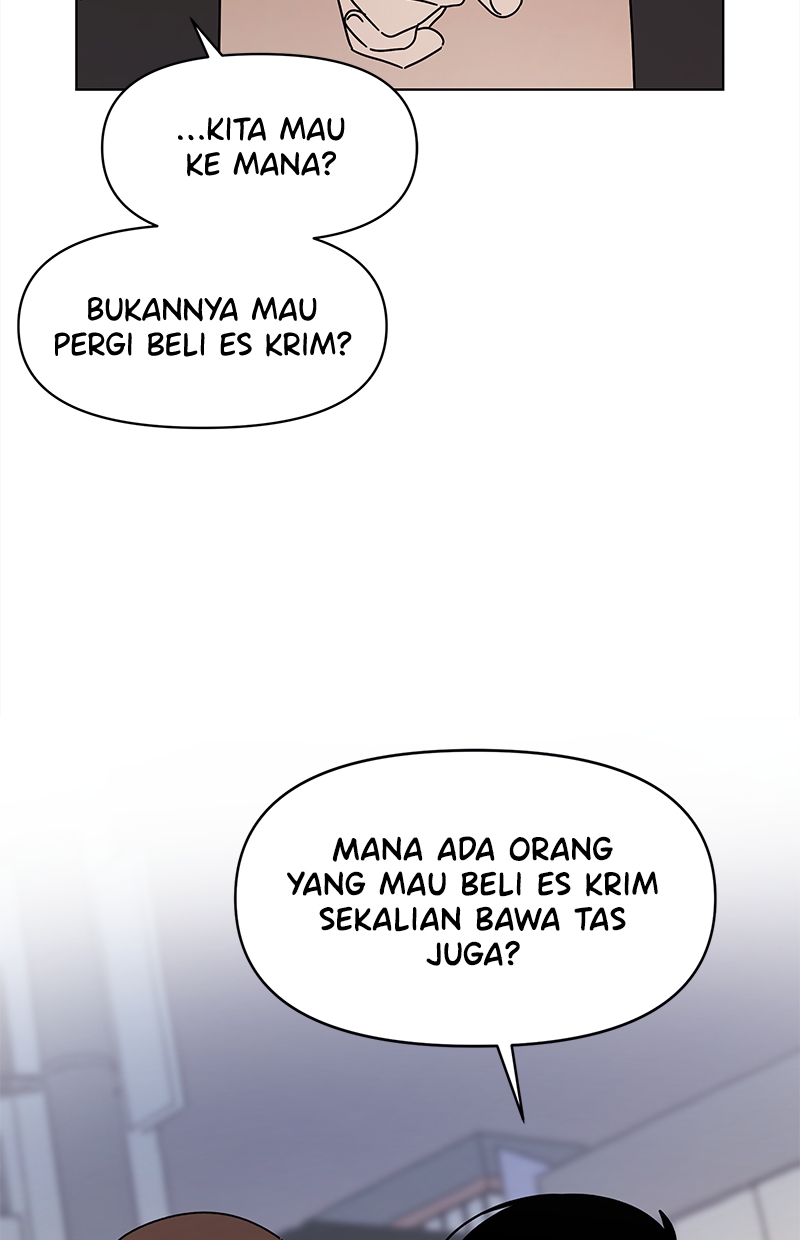 ...KITA MAU
KE MANA?
BUKANNYA MAU
PERGI BELI ES KRIM?
MANA ADA ORANG
YANG MAU BELI ES KRIM
SEKALIAN BAWA TAS
JUGA?